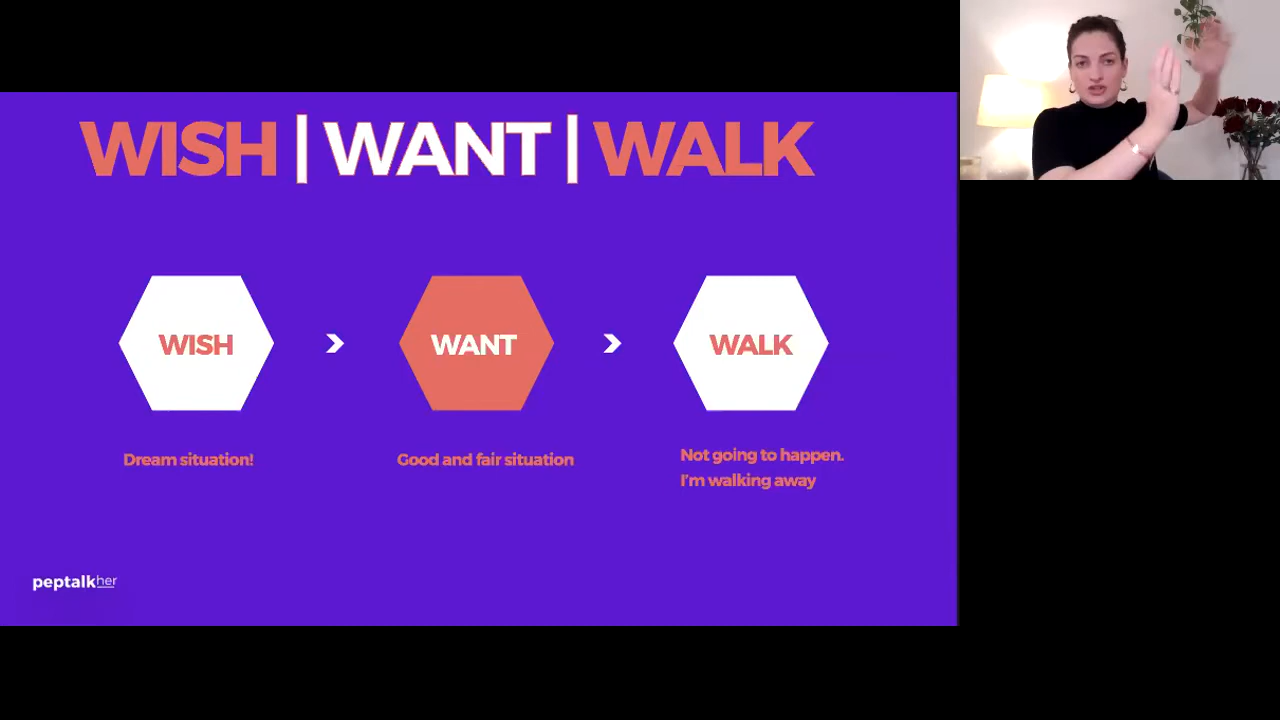 WISH | WANT | WALK
WISH > WANT > WALK
Dream situation!
Good and fair situation
Not going to happen.
I'm walking away
peptalkher